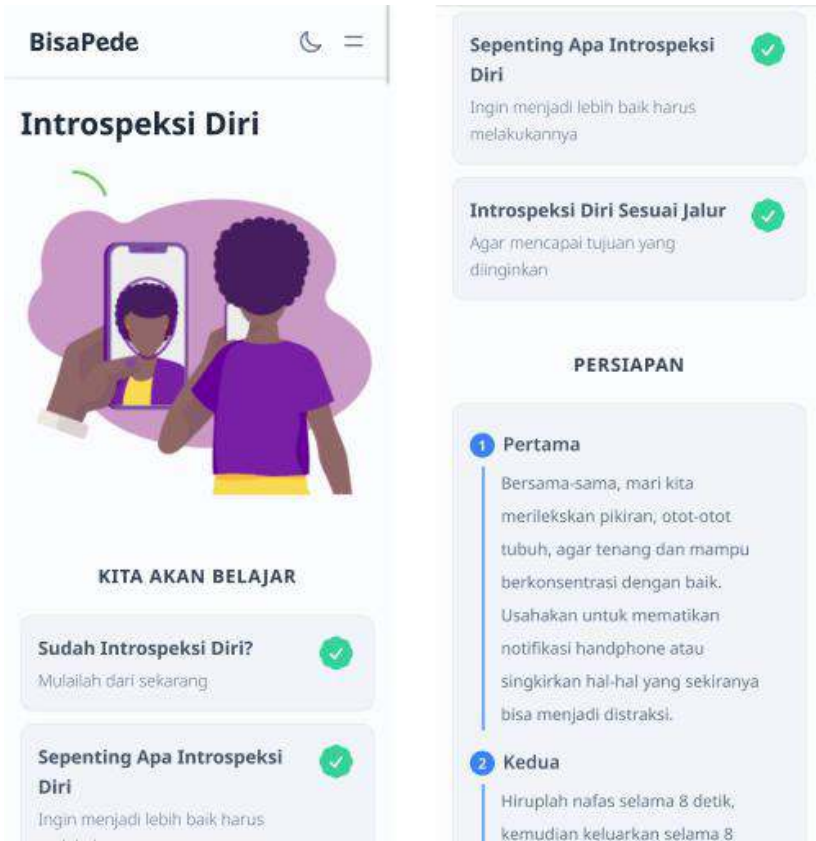 BisaPede
Introspeksi Diri
KITA AKAN BELAJAR
Sudah Introspeksi Diri?
Mulailah dari sekarang
Sepenting Apa Introspeksi
Diri
Ingin menjadi lebih baik harus
Sepenting Apa Introspeksi
Diri
Ingin menjadi lebih baik harus
melakukannya
Introspeksi Diri Sesuai Jalur
Agar mencapai tujuan yang
diinginkan
PERSIAPAN
1 Pertama
Bersama-sama, mari kita
merilekskan pikiran, otot-otot
tubuh, agar tenang dan mampu
berkonsentrasi dengan baik.
Usahakan untuk mematikan
notifikasi handphone atau
singkirkan hal-hal yang sekiranya
bisa menjadi distraksi.
2 Kedua
Hiruplah nafas selama 8 detik,
kemudian keluarkan selama 8